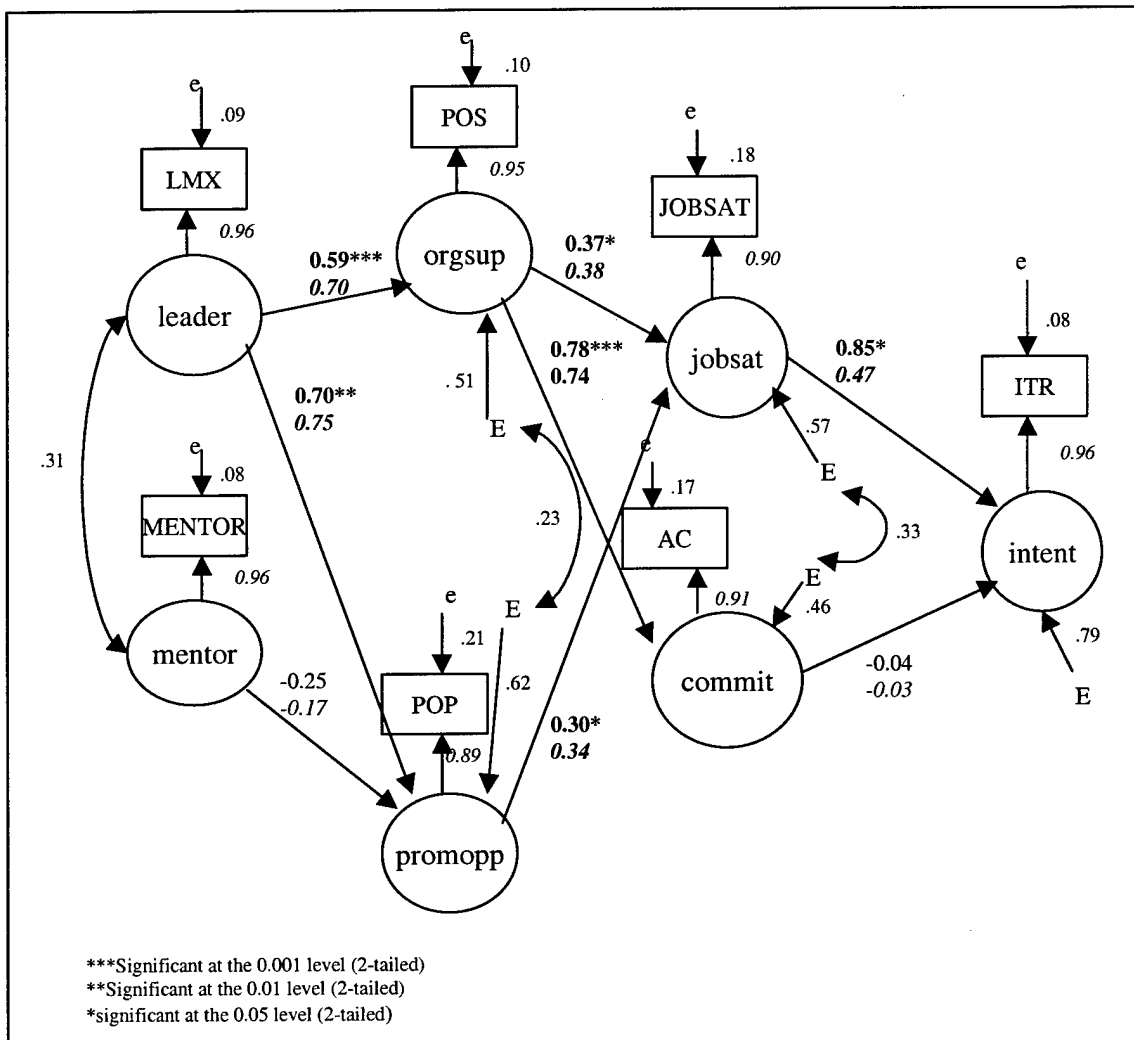 e
.10
POS
e
.09
LMX
0.95
e
.18
JOBSAT
0.96
orgsup
0.59***
0.70
0.37*
0.38
0.90
leader
e
.08
ITR
jobsat
0.78***
0.74
0.85*
0.47
.51
E
0.70**
0.75
.57
E
0.96
e
.17
AC
.31
e
.08
MENTOR
.23
.33
intent
0.96
E
.46
0.91
E
e
.21
POP
.62
mentor
commit
.79
E
-0.25
-0.17
-0.04
-0.03
0.89
0.30*
0.34
promopp
***Significant at the 0.001 level (2-tailed)
**Significant at the 0.01 level (2-tailed)
*significant at the 0.05 level (2-tailed)